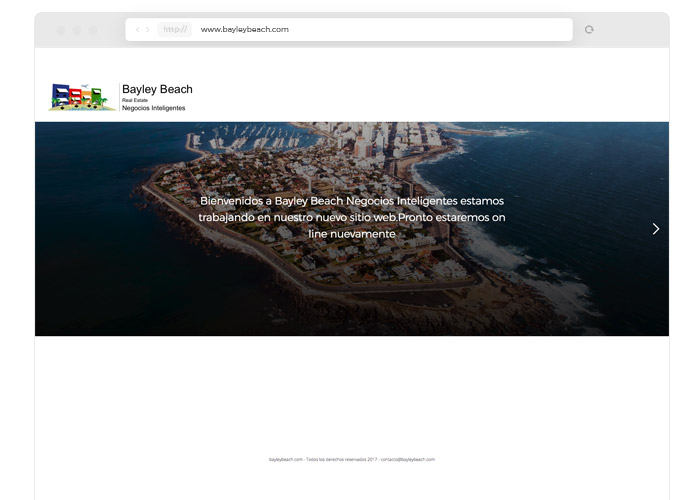 http://
www.bayleybeach.com
Bayley Beach
Real Estate
Negocios Inteligentes
Bienvenidos a Bayley Beach Negocios Inteligentes estamos
trabajando en nuestro nuevo sitio web.Pronto estaremos on
line nuevamente
bayleybeach.com - Todos los derechos reservados 2017 - contacto@bayleybeach.com